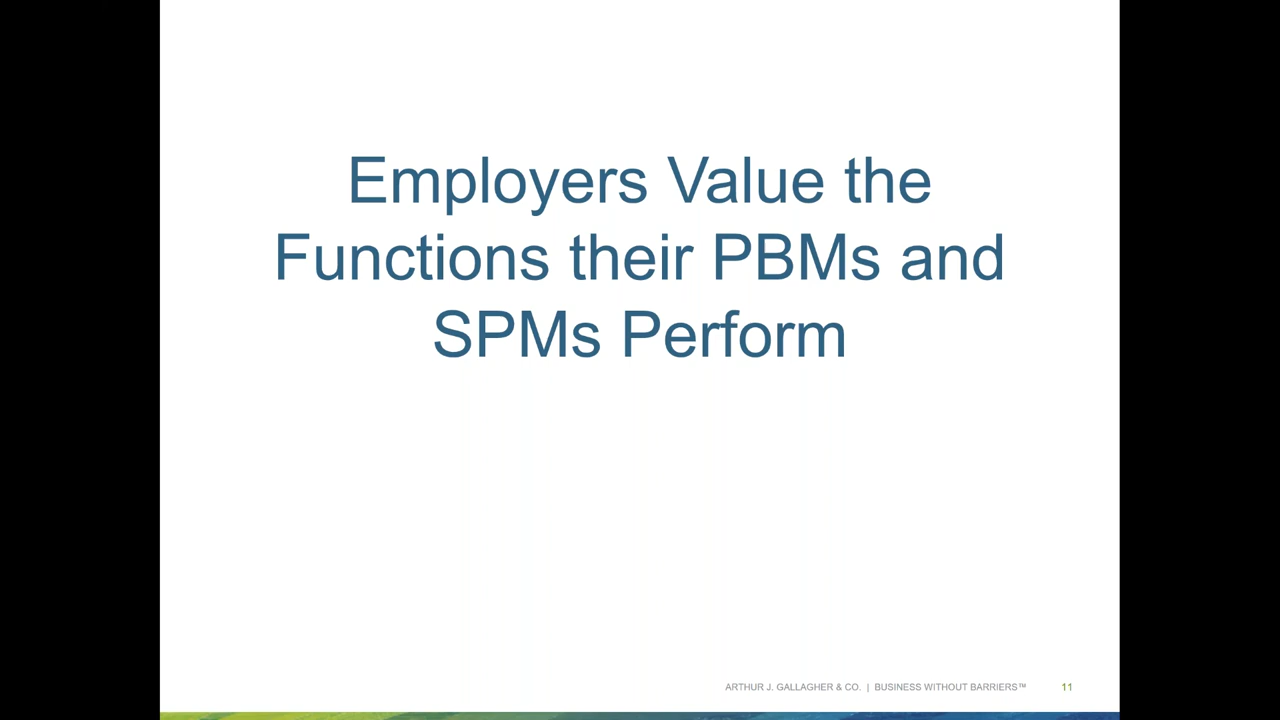 Employers Value the
Functions their PBMs and
SPMs Perform
ARTHUR J. GALLAGHER & CO. | BUSINESS WITHOUT BARRIERS™ 11